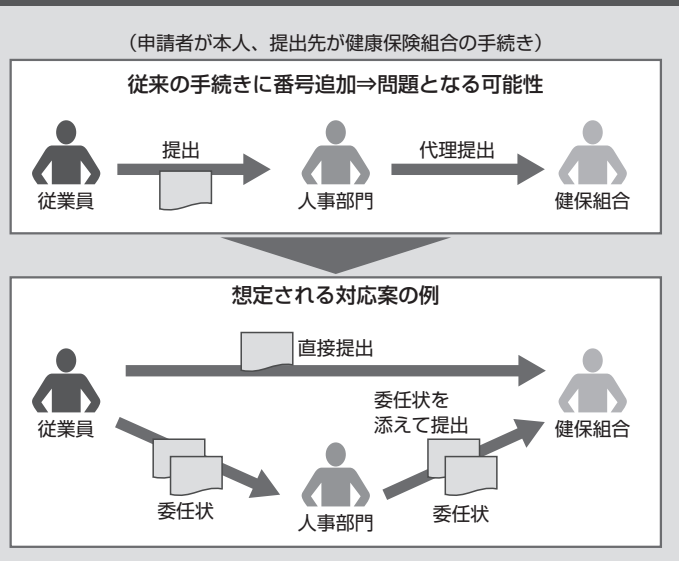 （申請者が本人、提出先が健康保険組合の手続き）
従来の手続きに番号追加⇒問題となる可能性
提出
代理提出
従業員
人事部門
健保組合
想定される対応案の例
直接提出
委任状を
添えて提出
従業員
健保組合
委任状
人事部門
委任状